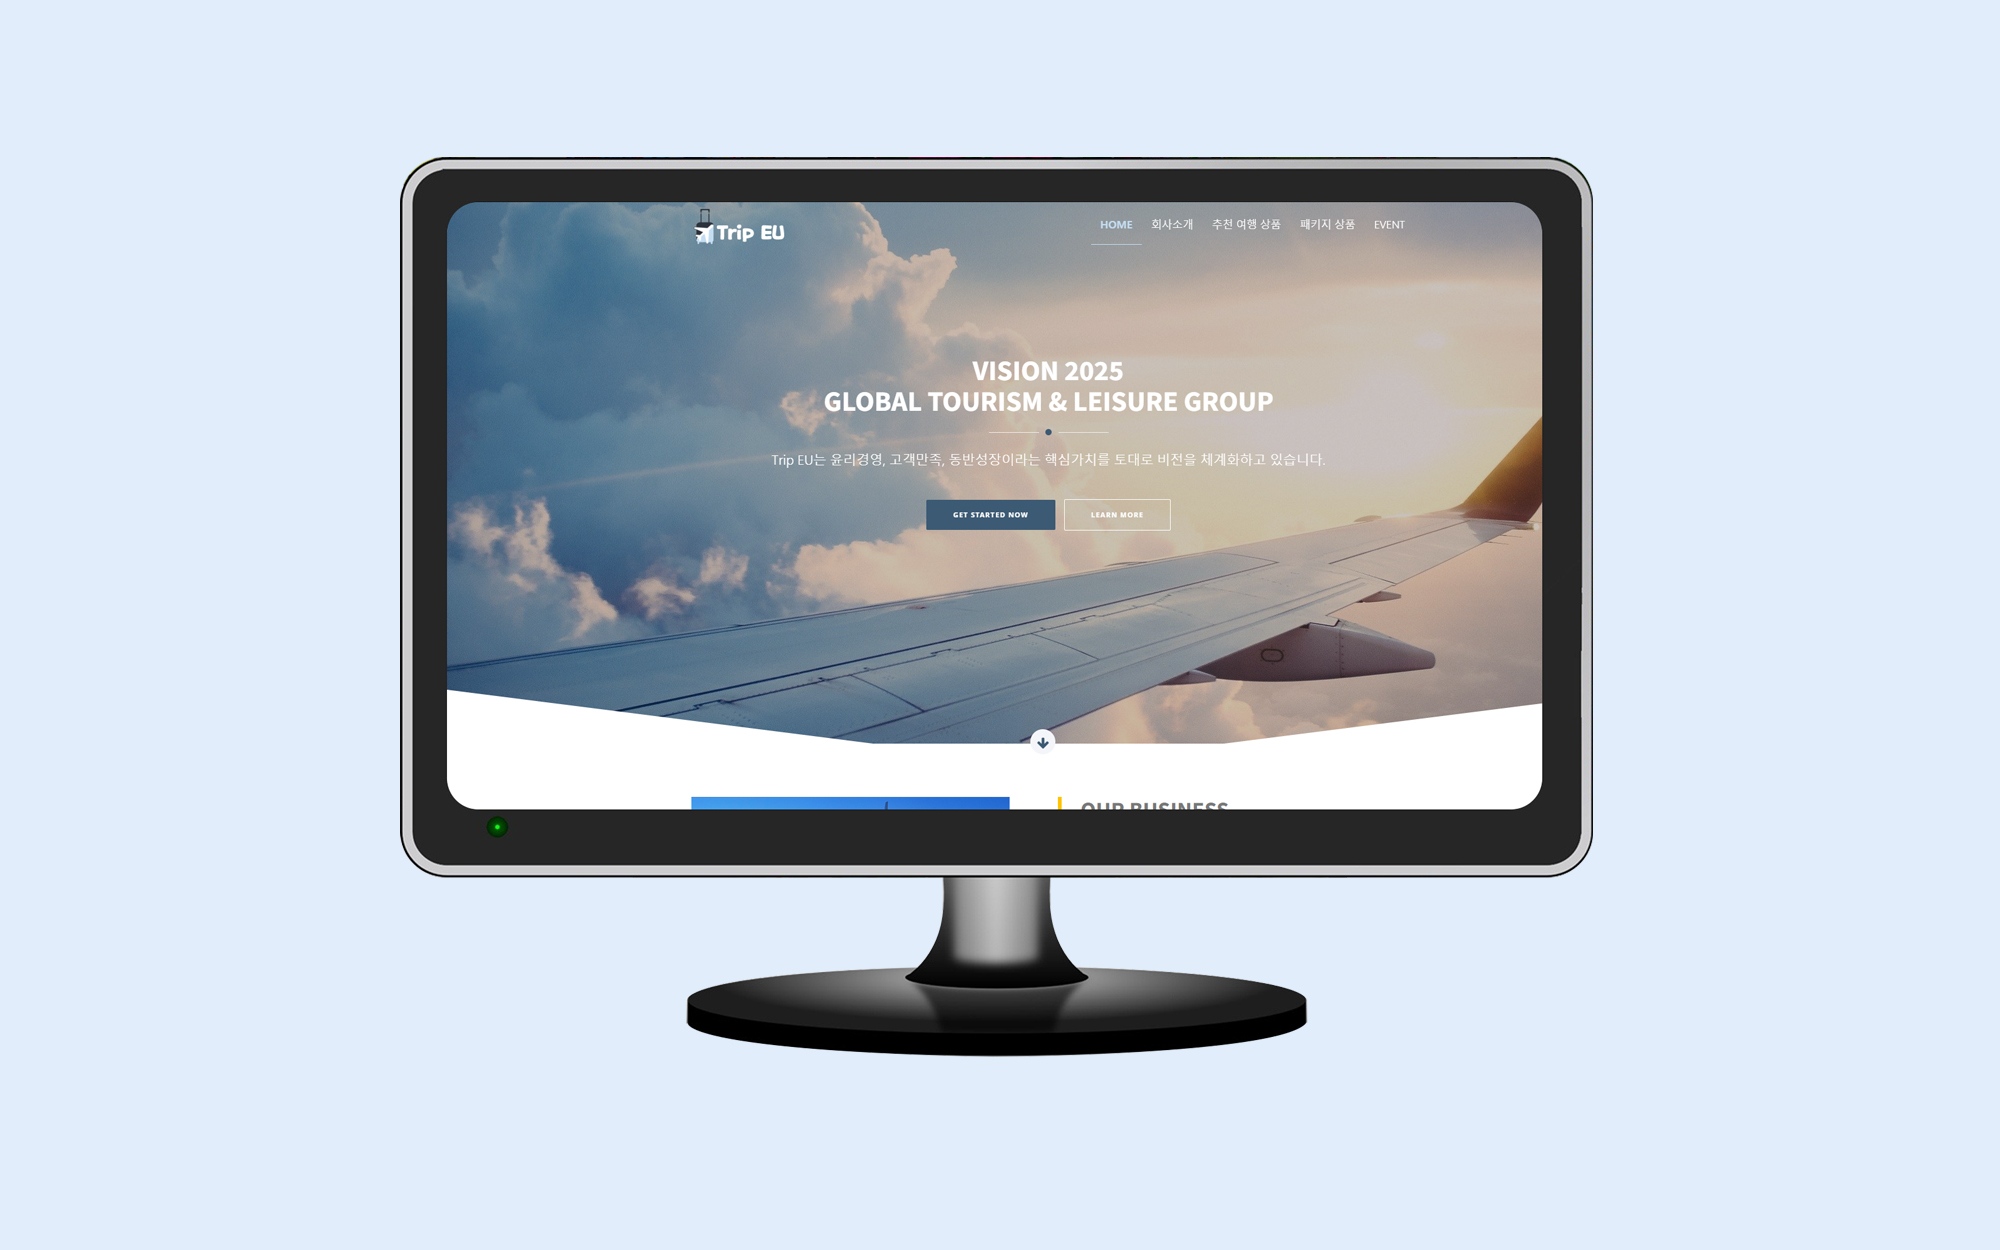 Trip EU
HOME 회사소개 추천 여행 상품 패키지 상품 EVENT
VISION 2025
GLOBAL TOURISM & LEISURE GROUP
Trip EU는 윤리경영, 고객만족, 동반성장이라는 핵심가치를 토대로 비전을 체계화하고 있습니다.
GET STARTED NOW LEARN MORE
OUR BUSINESS